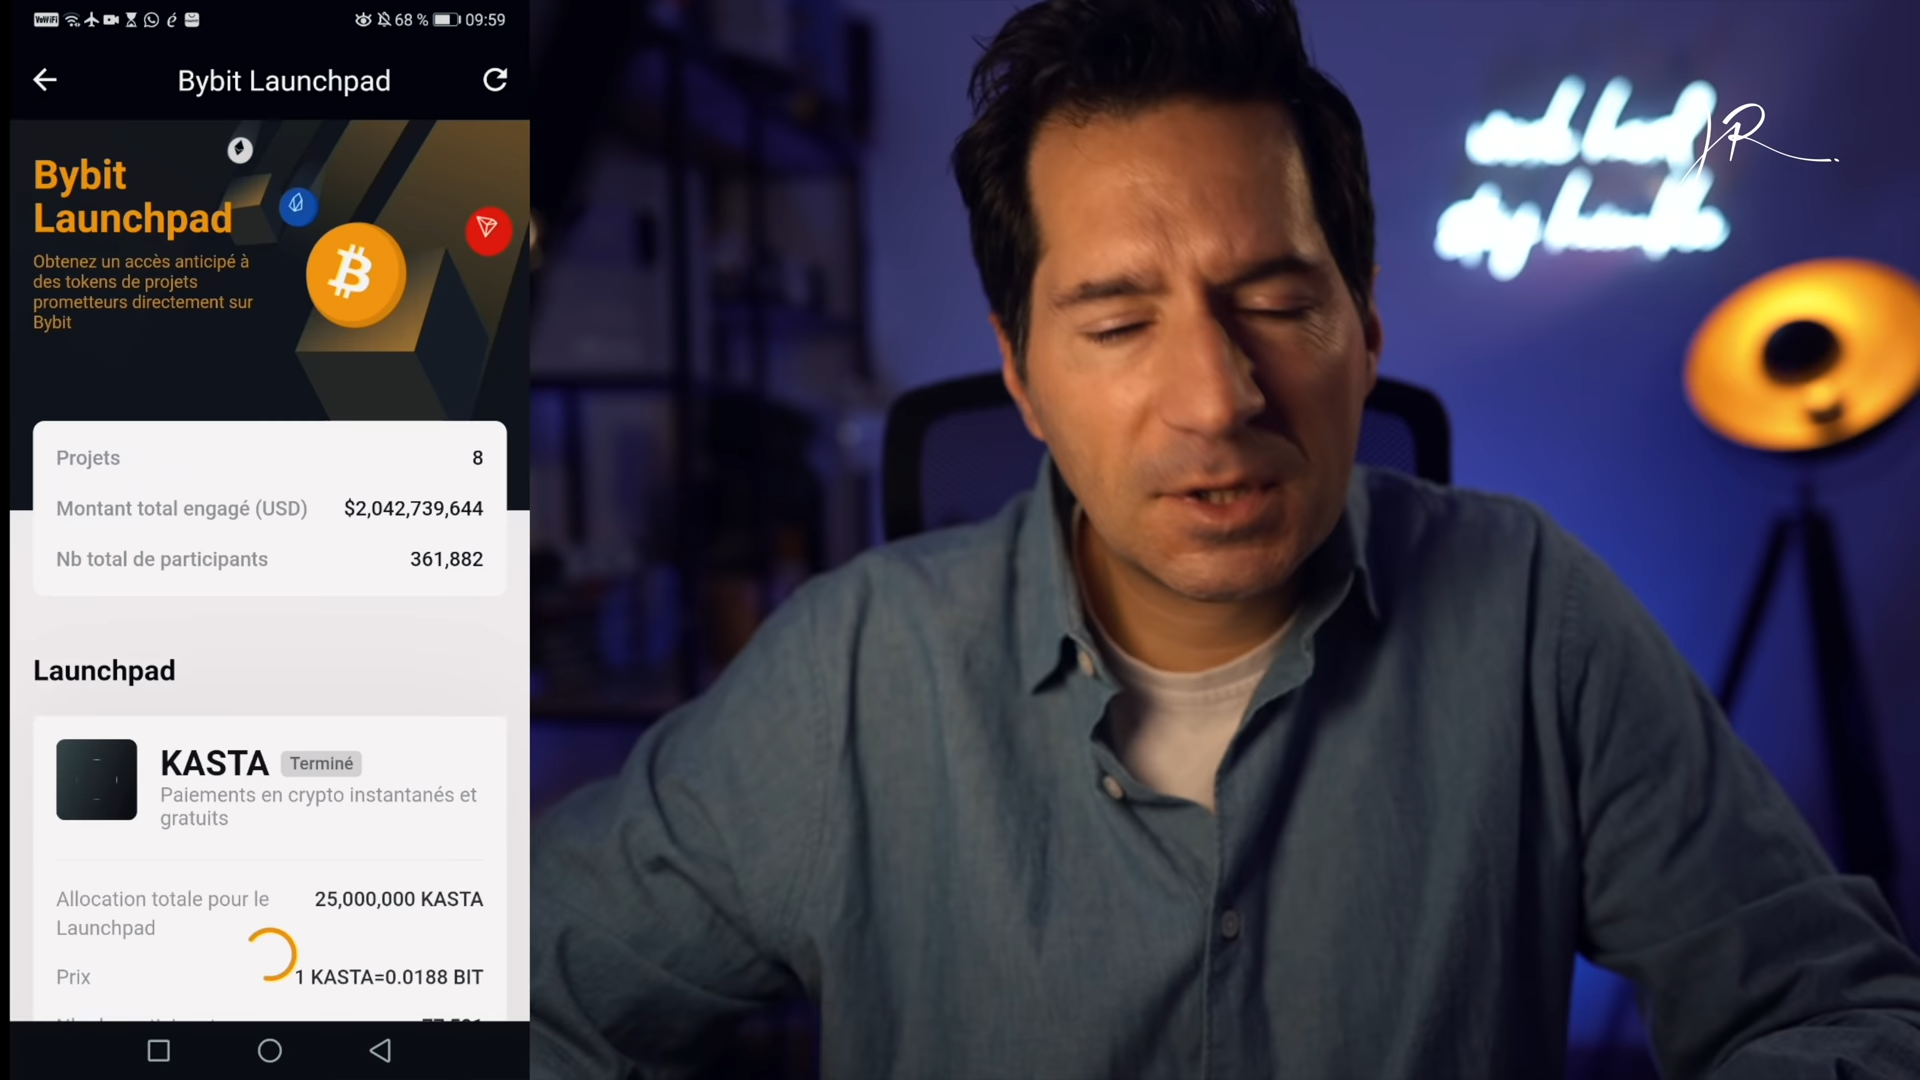 VoWiFi
68 %
09:59
Bybit Launchpad
Bybit
Launchpad
Obtenez un accès anticipé à
des tokens de projets
prometteurs directement sur
Bybit
Projets
8
Montant total engagé (USD)
$2,042,739,644
Nb total de participants
361,882
Launchpad
KASTA
Terminé
Paiements en crypto instantanés et
gratuits
Allocation totale pour le
Launchpad
25,000,000 KASTA
Prix
1 KASTA=0.0188 BIT
JR